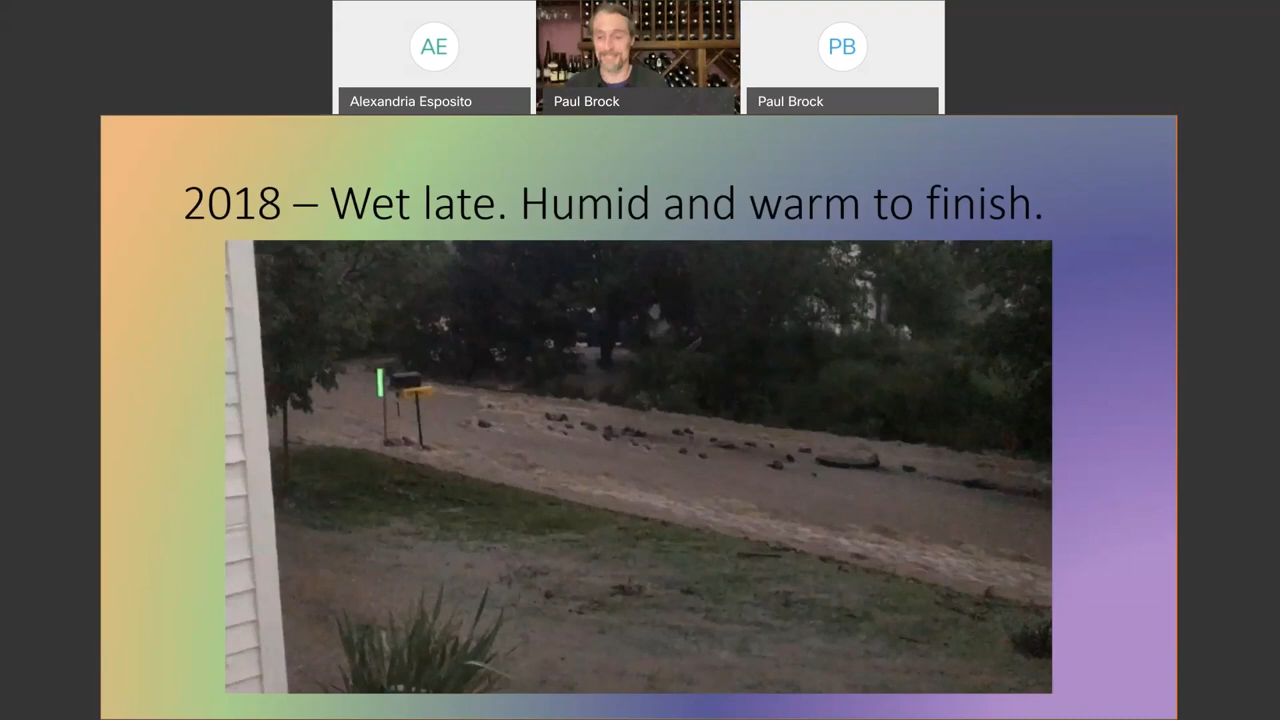 AE
PB
Alexandria Esposito
Paul Brock
Paul Brock
2018 – Wet late. Humid and warm to finish.